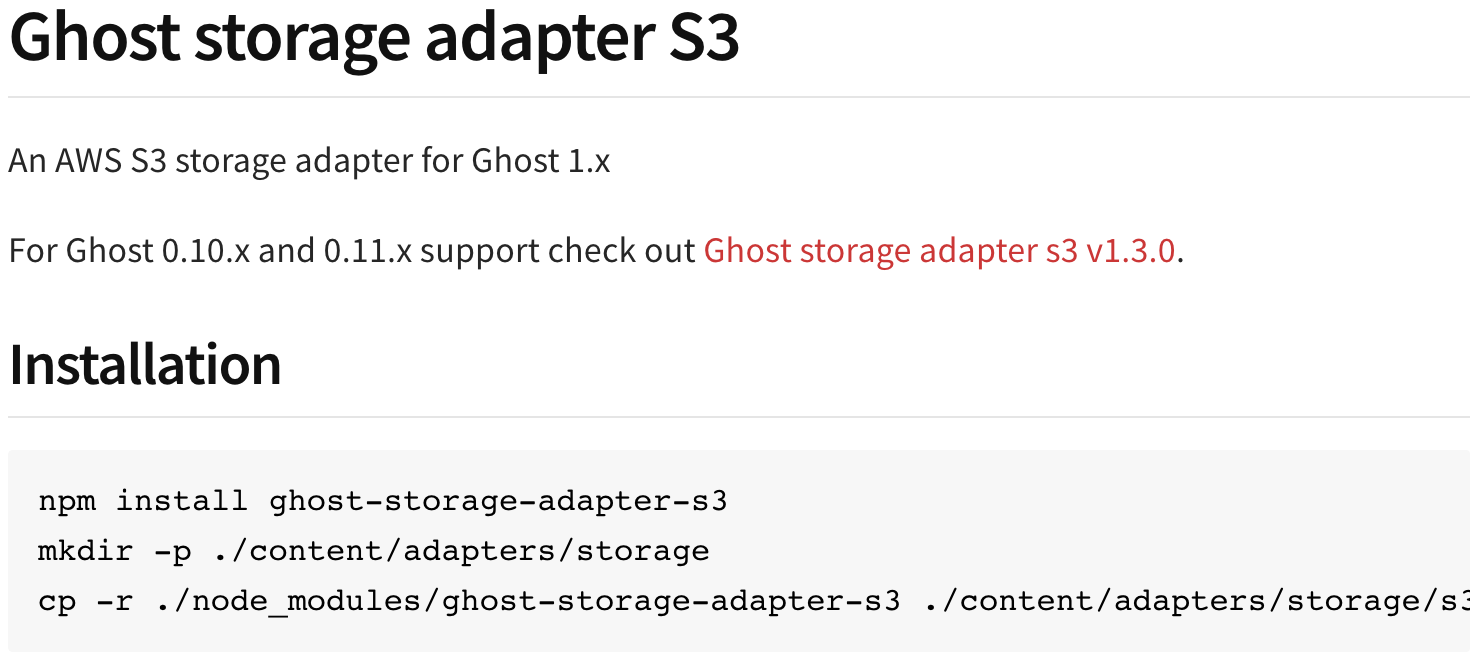 Ghost storage adapter S3
An AWS S3 storage adapter for Ghost 1.x
For Ghost 0.10.x and 0.11.x support check out Ghost storage adapter s3 v1.3.0.
Installation
npm install ghost-storage-adapter-s3
mkdir -p ./content/adapters/storage
cp -r ./node_modules/ghost-storage-adapter-s3 ./content/adapters/storage/s3